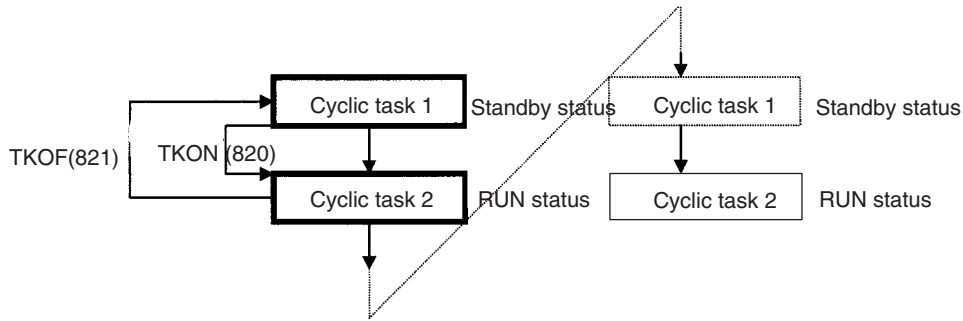 Cyclic task 1
Standby status
Cyclic task 1
Standby status
TKOF(821)
TKON (820)
Cyclic task 2
RUN status
Cyclic task 2
RUN status